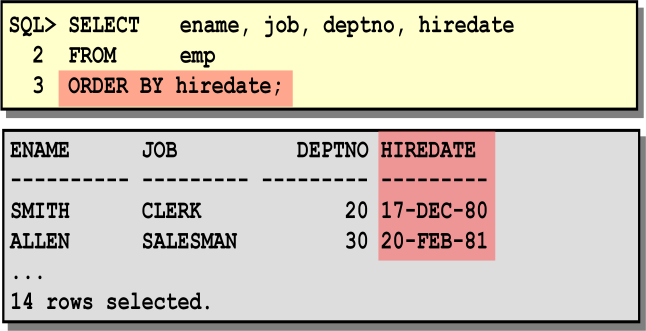 SQL> SELECT ename, job, deptno, hiredate
2 FROM emp
3 ORDER BY hiredate;
ENAME JOB DEPTNO HIREDATE
---------- --------- --------- ---------
SMITH CLERK 20 17-DEC-80
ALLEN SALESMAN 30 20-FEB-81
...
14 rows selected.